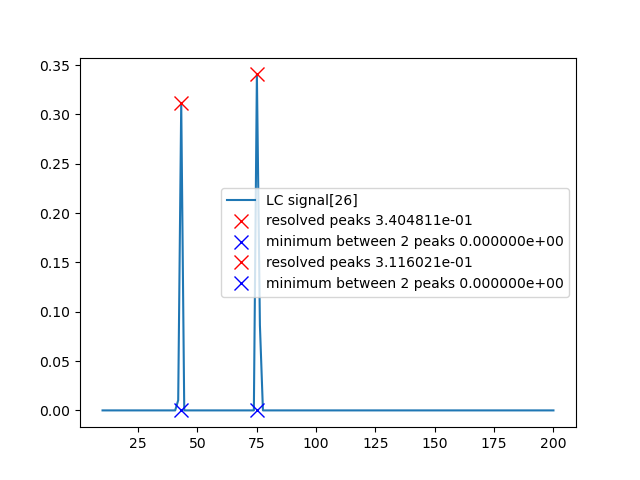 0.35
0.30
0.25
0.20
0.15
0.10
0.05
0.00
LC signal[26]
resolved peaks 3.404811e-01
minimum between 2 peaks 0.000000e+00
resolved peaks 3.116021e-01
minimum between 2 peaks 0.000000e+00
25 50 75 100 125 150 175 200